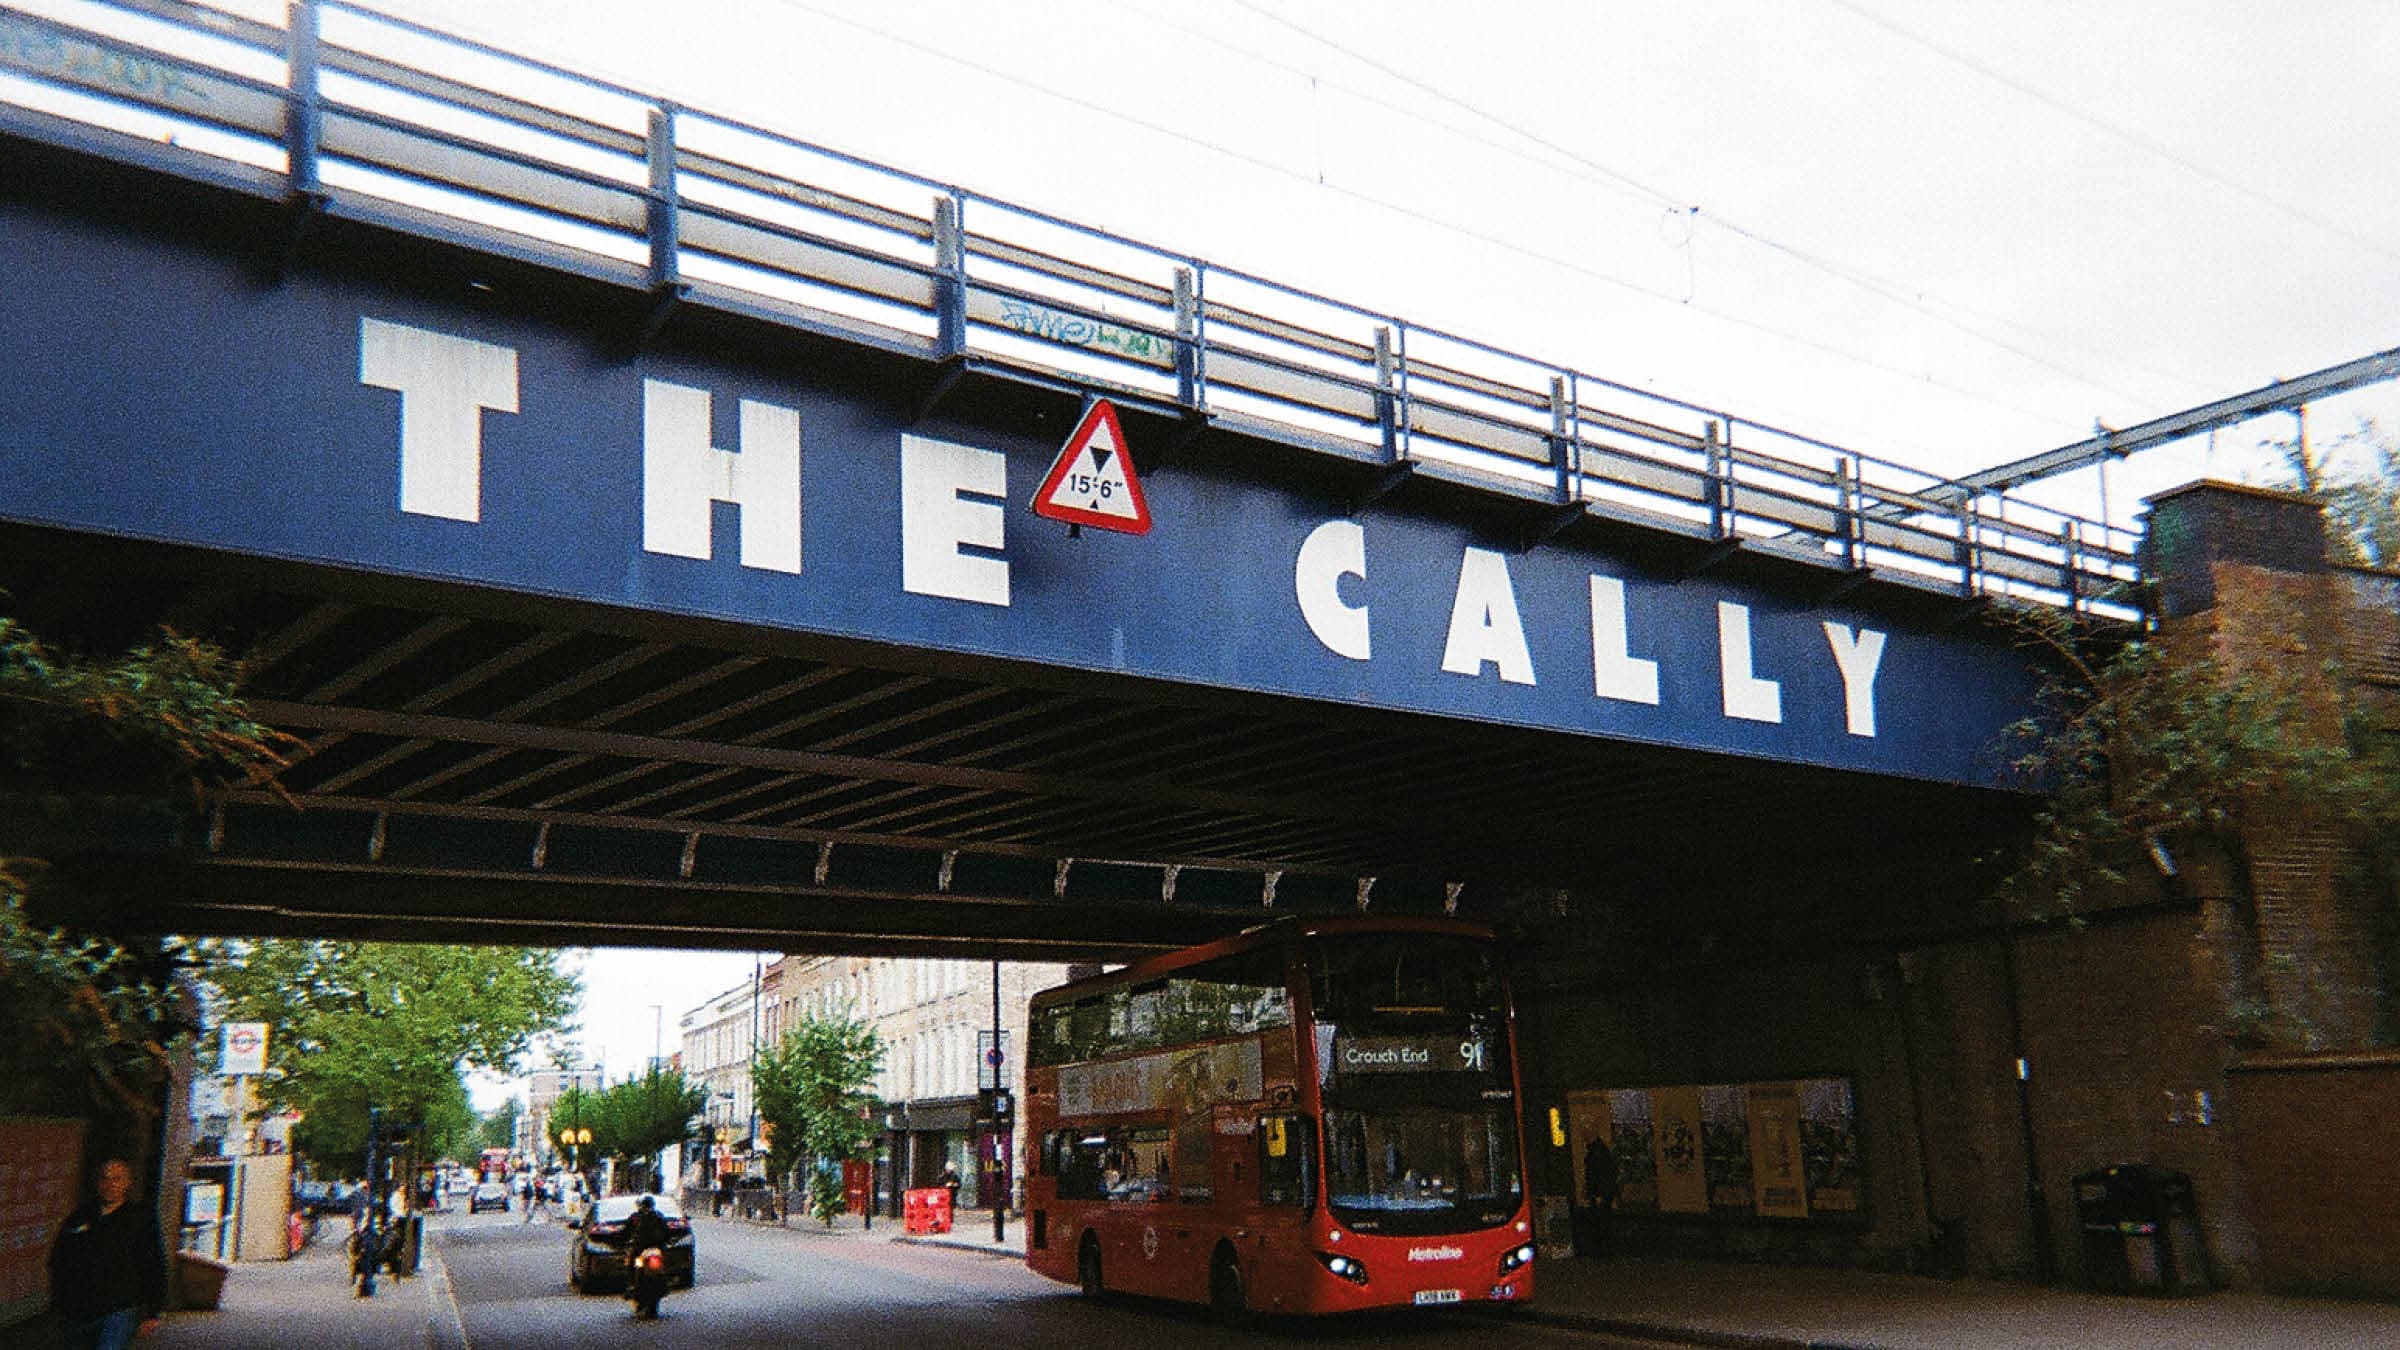 THE CALLY
15'-6"
Crouch End 91
Metroline